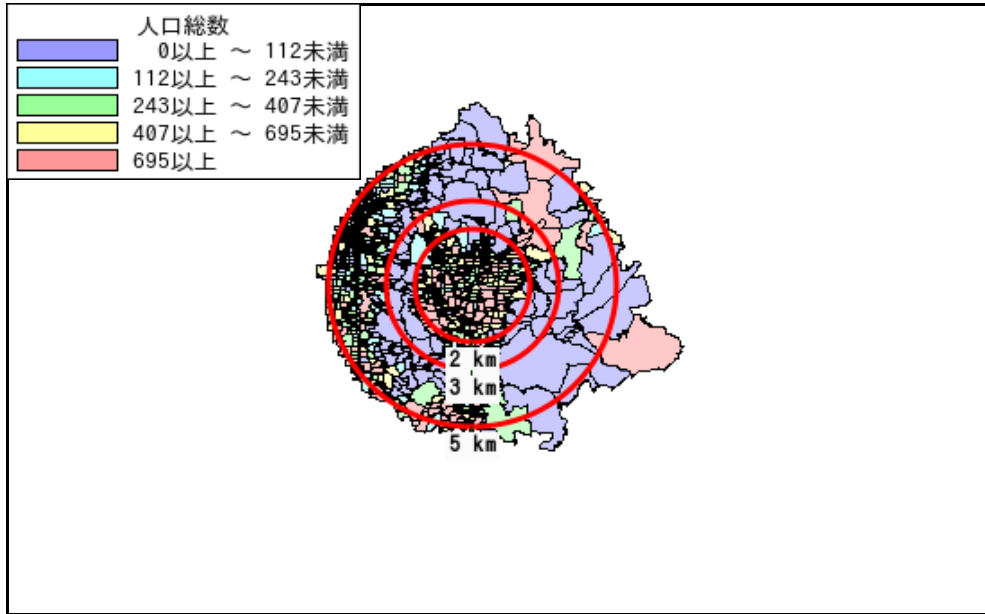 人口総数
0以上 ～ 112未満
112以上 ～ 243未満
243以上 ～ 407未満
407以上 ～ 695未満
695以上
2 km
3 km
5 km